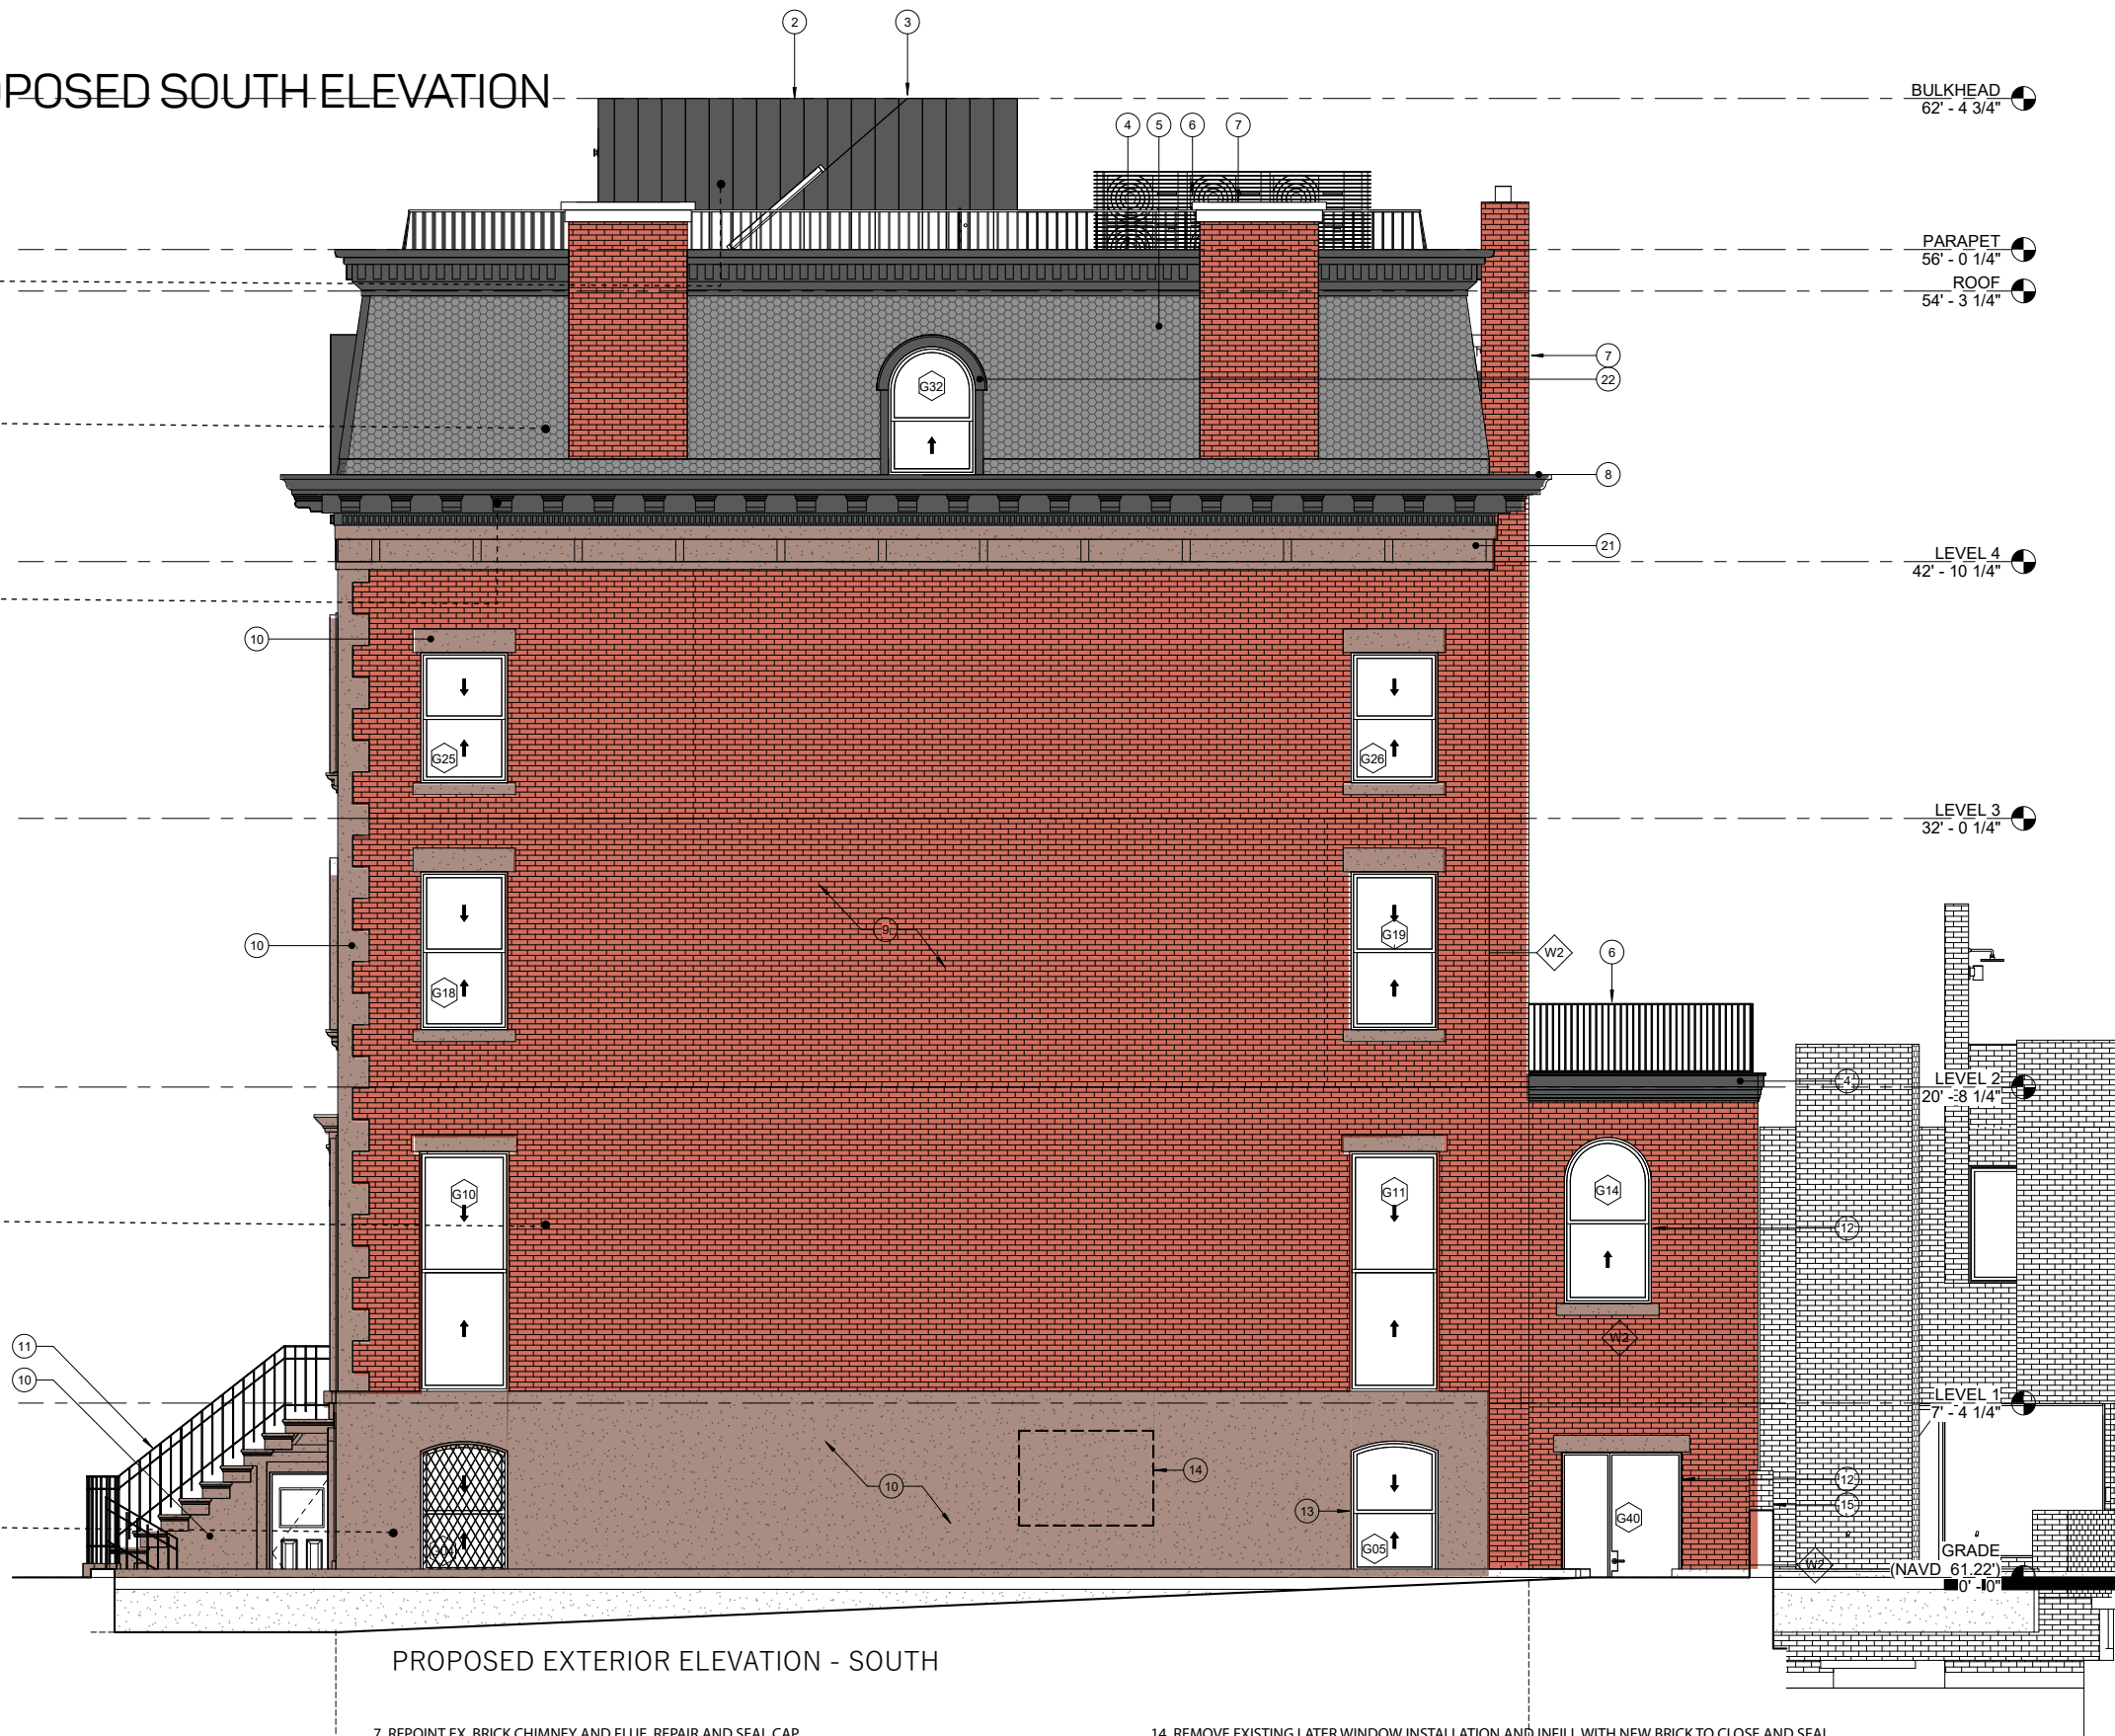 POSED SOUTH ELEVATION
2
3
BULKHEAD
62' - 4 3/4"
4
5
6
7
PARAPET
56' - 0 1/4"
ROOF
54' - 3 1/4"
7
22
G32
8
21
LEVEL 4
42' - 10 1/4"
10
G25
G26
LEVEL 3
32' - 0 1/4"
9
10
G18
G19
W2
6
4
LEVEL 2
20' - 8 1/4"
G10
G11
G14
12
W2
11
10
LEVEL 1
7' - 4 1/4"
14
10
13
12
15
G40
G05
W2
GRADE
(NAVD 61.22')
0' - 0"
PROPOSED EXTERIOR ELEVATION - SOUTH
7. REPOINT EX. BRICK CHIMNEY AND FLUE. REPAIR AND SEAL CAP
14. REMOVE EXISTING LATER WINDOW INSTALLATION AND INFILL WITH NEW BRICK TO CLOSE AND SEAL